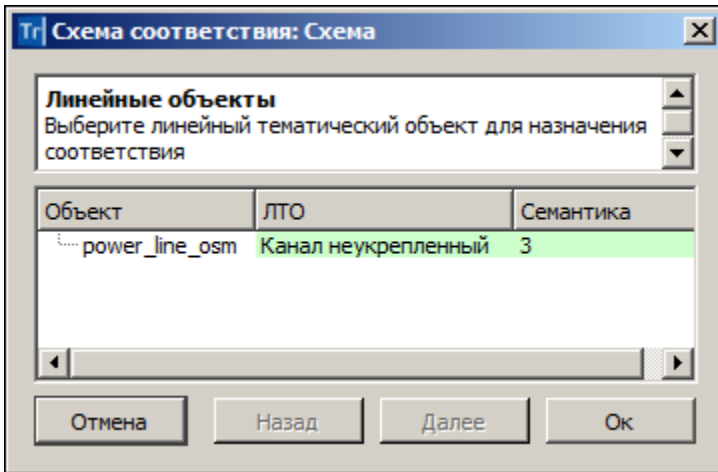 Tr Схема соответствия: Схема
Линейные объекты
Выберите линейный тематический объект для назначения
соответствия
Объект ЛТО Семантика
power_line_osm Канал неукрепленный 3
Отмена Назад Далее Ок